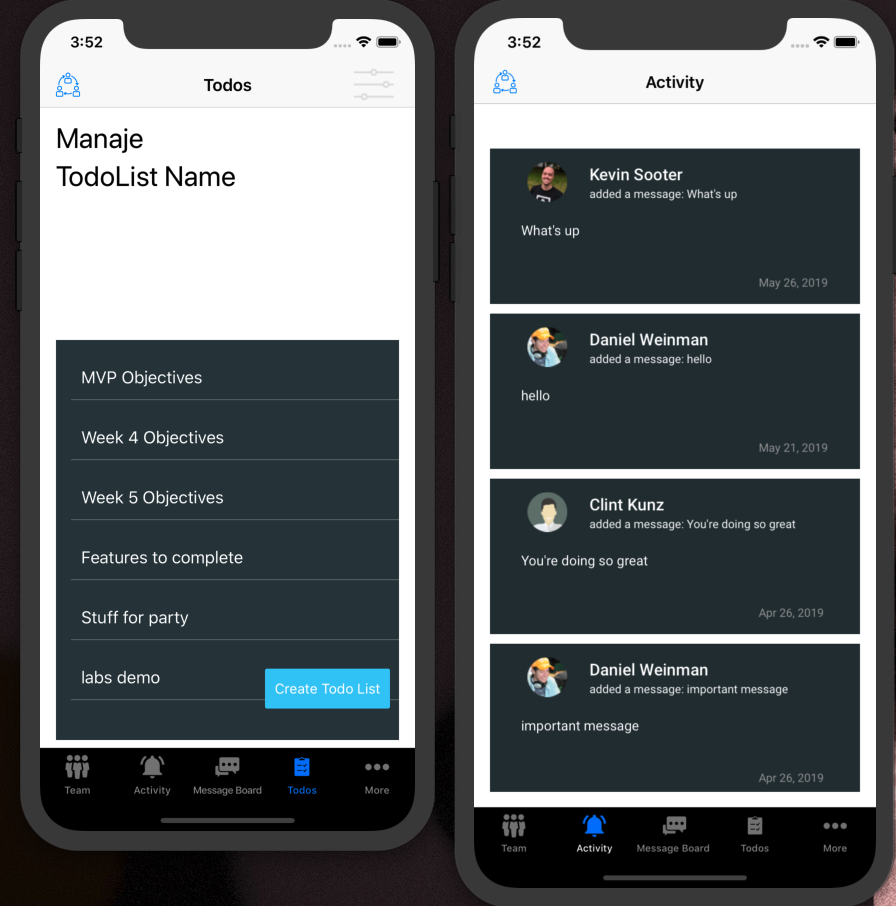 3:52
Todos
Manaje
TodoList Name
MVP Objectives
Week 4 Objectives
Week 5 Objectives
Features to complete
Stuff for party
labs demo
Create Todo List
Team
Activity
Message Board
Todos
More
3:52
Activity
Kevin Sooter
added a message: What's up
What's up
May 26, 2019
Daniel Weinman
added a message: hello
hello
May 21, 2019
Clint Kunz
added a message: You're doing so great
You're doing so great
Apr 26, 2019
Daniel Weinman
added a message: important message
important message
Apr 26, 2019
Team
Activity
Message Board
Todos
More